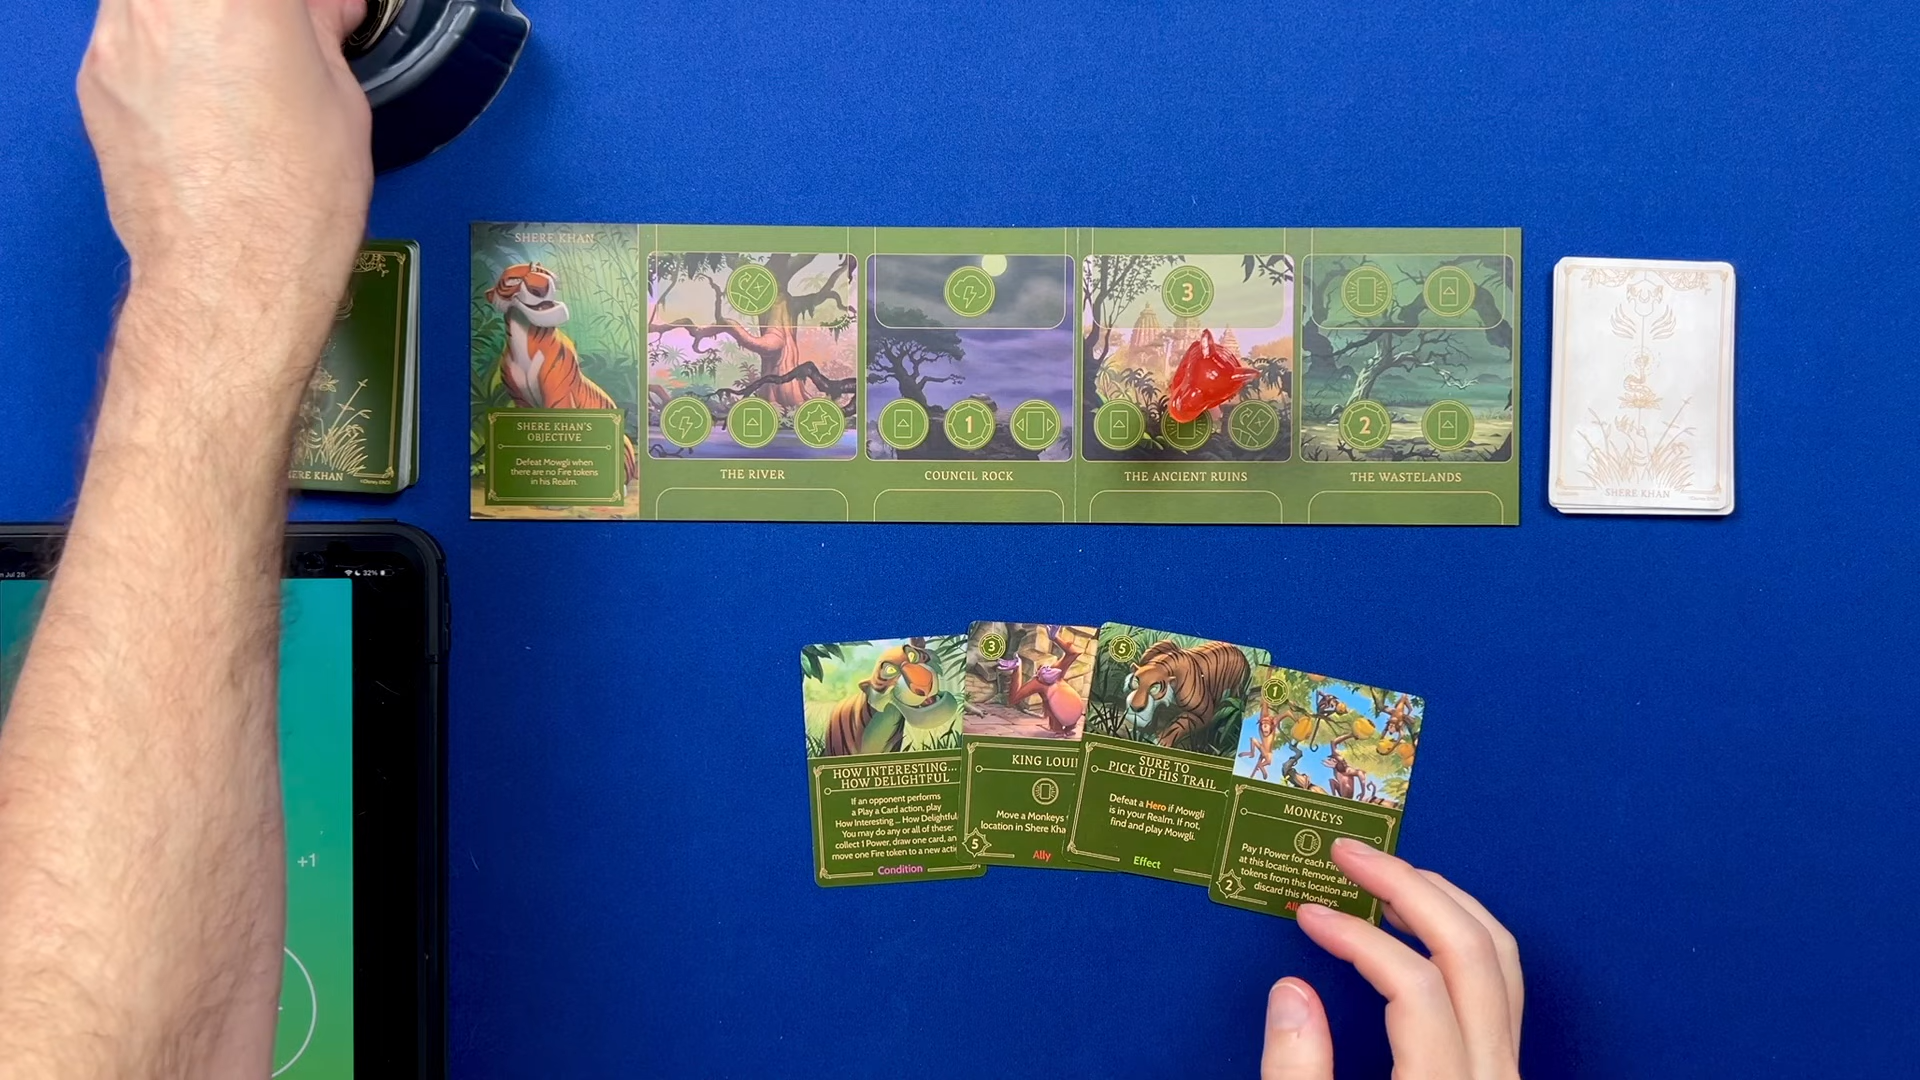 SHERE KHAN
3
SHERE KHAN'S
OBJECTIVE
Defeat Mowgli when
there are no Fire tokens
in his Realm.
1
2
THE RIVER
COUNCIL ROCK
THE ANCIENT RUINS
THE WASTELANDS
SHERE KHAN
SHERE KHAN
Jul 28
32%
+1
HOW INTERESTING...
HOW DELIGHTFUL
If an opponent performs
a Play a Card action, play
How Interesting ... How Delightful
You may do any or all of these:
collect 1 Power, draw one card,
move one Fire token to a new
Condition
3
KING
Move a Monkeys
location in Shere
5
Ally
5
SURE TO
PICK UP HIS TRAIL
Defeat a Hero if Mowgli
is in your Realm. If not,
find and play Mowgli.
Effect
1
MONKEYS
Pay 1 Power for each
at this location. Remove
tokens from this location and
discard this Monkeys.
2